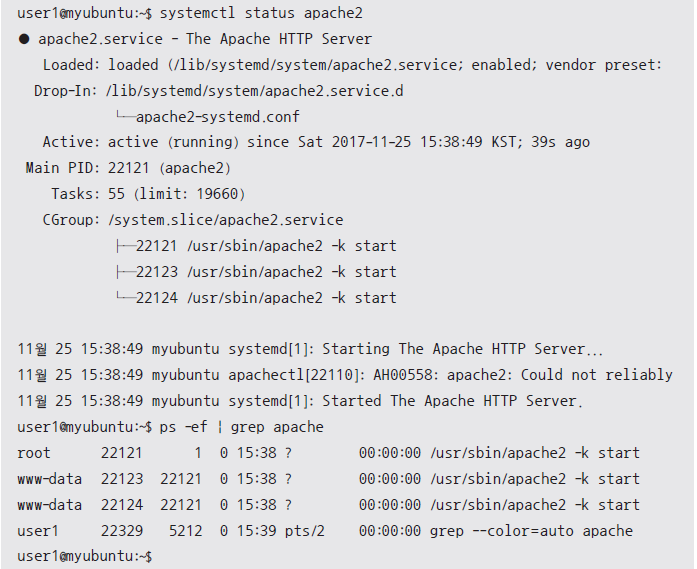 user1@myubuntu:~$ systemctl status apache2
● apache2.service - The Apache HTTP Server
   Loaded: loaded (/lib/systemd/system/apache2.service; enabled; vendor preset:
  Drop-In: /lib/systemd/system/apache2.service.d
           └─apache2-systemd.conf
   Active: active (running) since Sat 2017-11-25 15:38:49 KST; 39s ago
 Main PID: 22121 (apache2)
    Tasks: 55 (limit: 19660)
   CGroup: /system.slice/apache2.service
           ├─22121 /usr/sbin/apache2 -k start
           ├─22123 /usr/sbin/apache2 -k start
           └─22124 /usr/sbin/apache2 -k start

11월 25 15:38:49 myubuntu systemd[1]: Starting The Apache HTTP Server...
11월 25 15:38:49 myubuntu apachectl[22110]: AH00558: apache2: Could not reliably
11월 25 15:38:49 myubuntu systemd[1]: Started The Apache HTTP Server.
user1@myubuntu:~$ ps -ef | grep apache
root      22121     1  0 15:38 ?        00:00:00 /usr/sbin/apache2 -k start
www-data  22123 22121  0 15:38 ?        00:00:00 /usr/sbin/apache2 -k start
www-data  22124 22121  0 15:38 ?        00:00:00 /usr/sbin/apache2 -k start
user1     22329  5212  0 15:39 pts/2    00:00:00 grep --color=auto apache
user1@myubuntu:~$